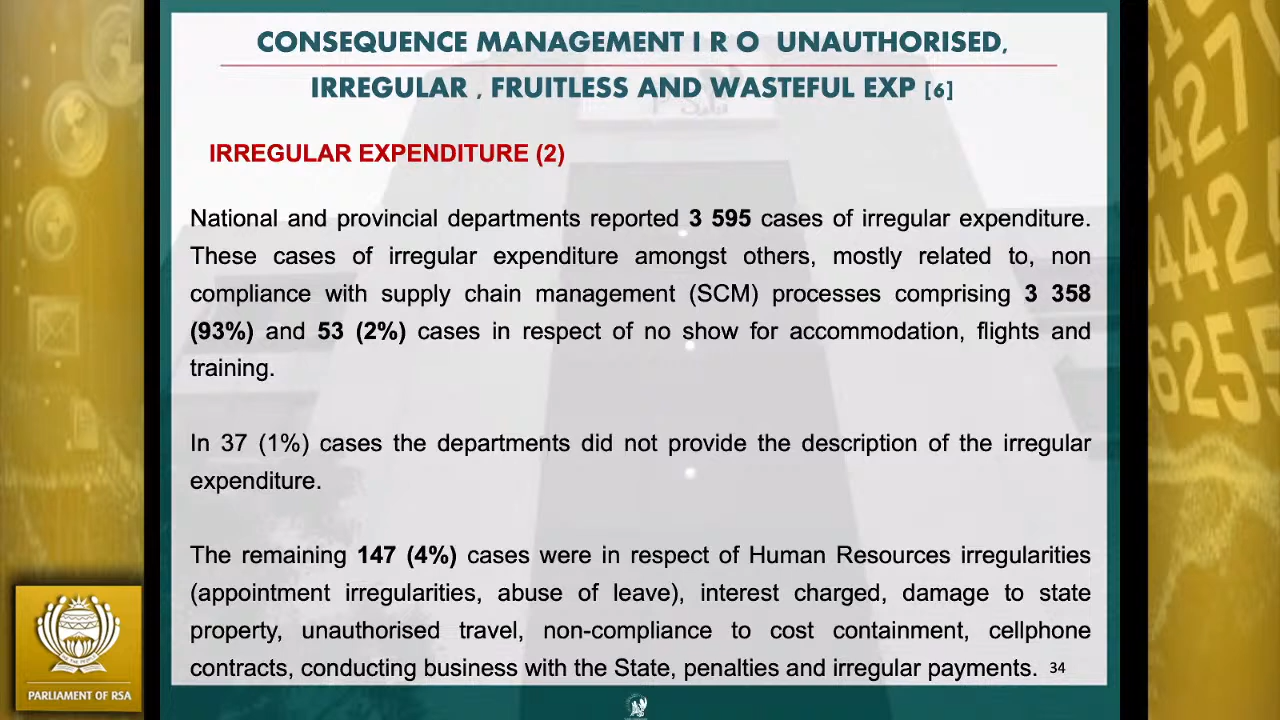 CONSEQUENCE MANAGEMENT I R O UNAUTHORISED,
IRREGULAR , FRUITLESS AND WASTEFUL EXP [6]
IRREGULAR EXPENDITURE (2)
National and provincial departments reported 3 595 cases of irregular expenditure.
These cases of irregular expenditure amongst others, mostly related to, non
compliance with supply chain management (SCM) processes comprising 3 358
(93%) and 53 (2%) cases in respect of no show for accommodation, flights and
training.
In 37 (1%) cases the departments did not provide the description of the irregular
expenditure.
The remaining 147 (4%) cases were in respect of Human Resources irregularities
(appointment irregularities, abuse of leave), interest charged, damage to state
property, unauthorised travel, non-compliance to cost containment, cellphone
contracts, conducting business with the State, penalties and irregular payments. 34
PARLIAMENT OF RSA